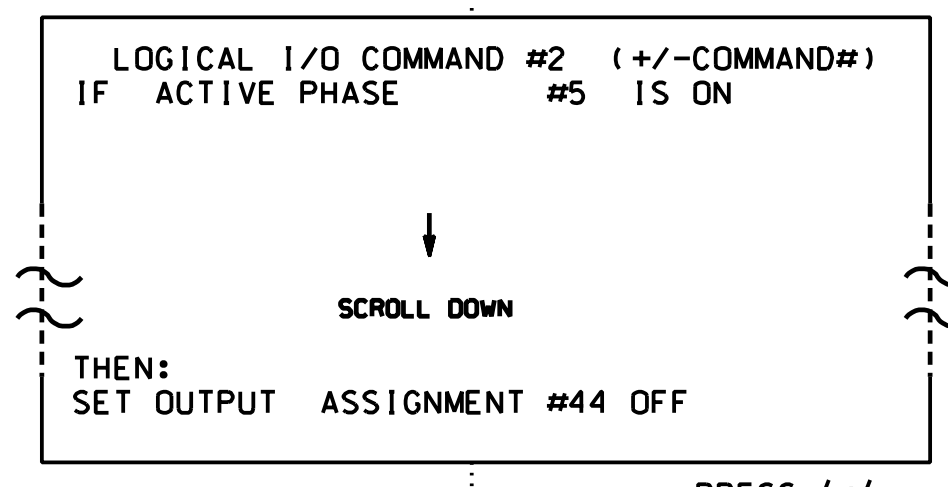 LOGICAL I/O COMMAND #2 (+/-COMMAND#)
IF ACTIVE PHASE #5 IS ON
SCROLL DOWN
THEN:
SET OUTPUT ASSIGNMENT #44 OFF